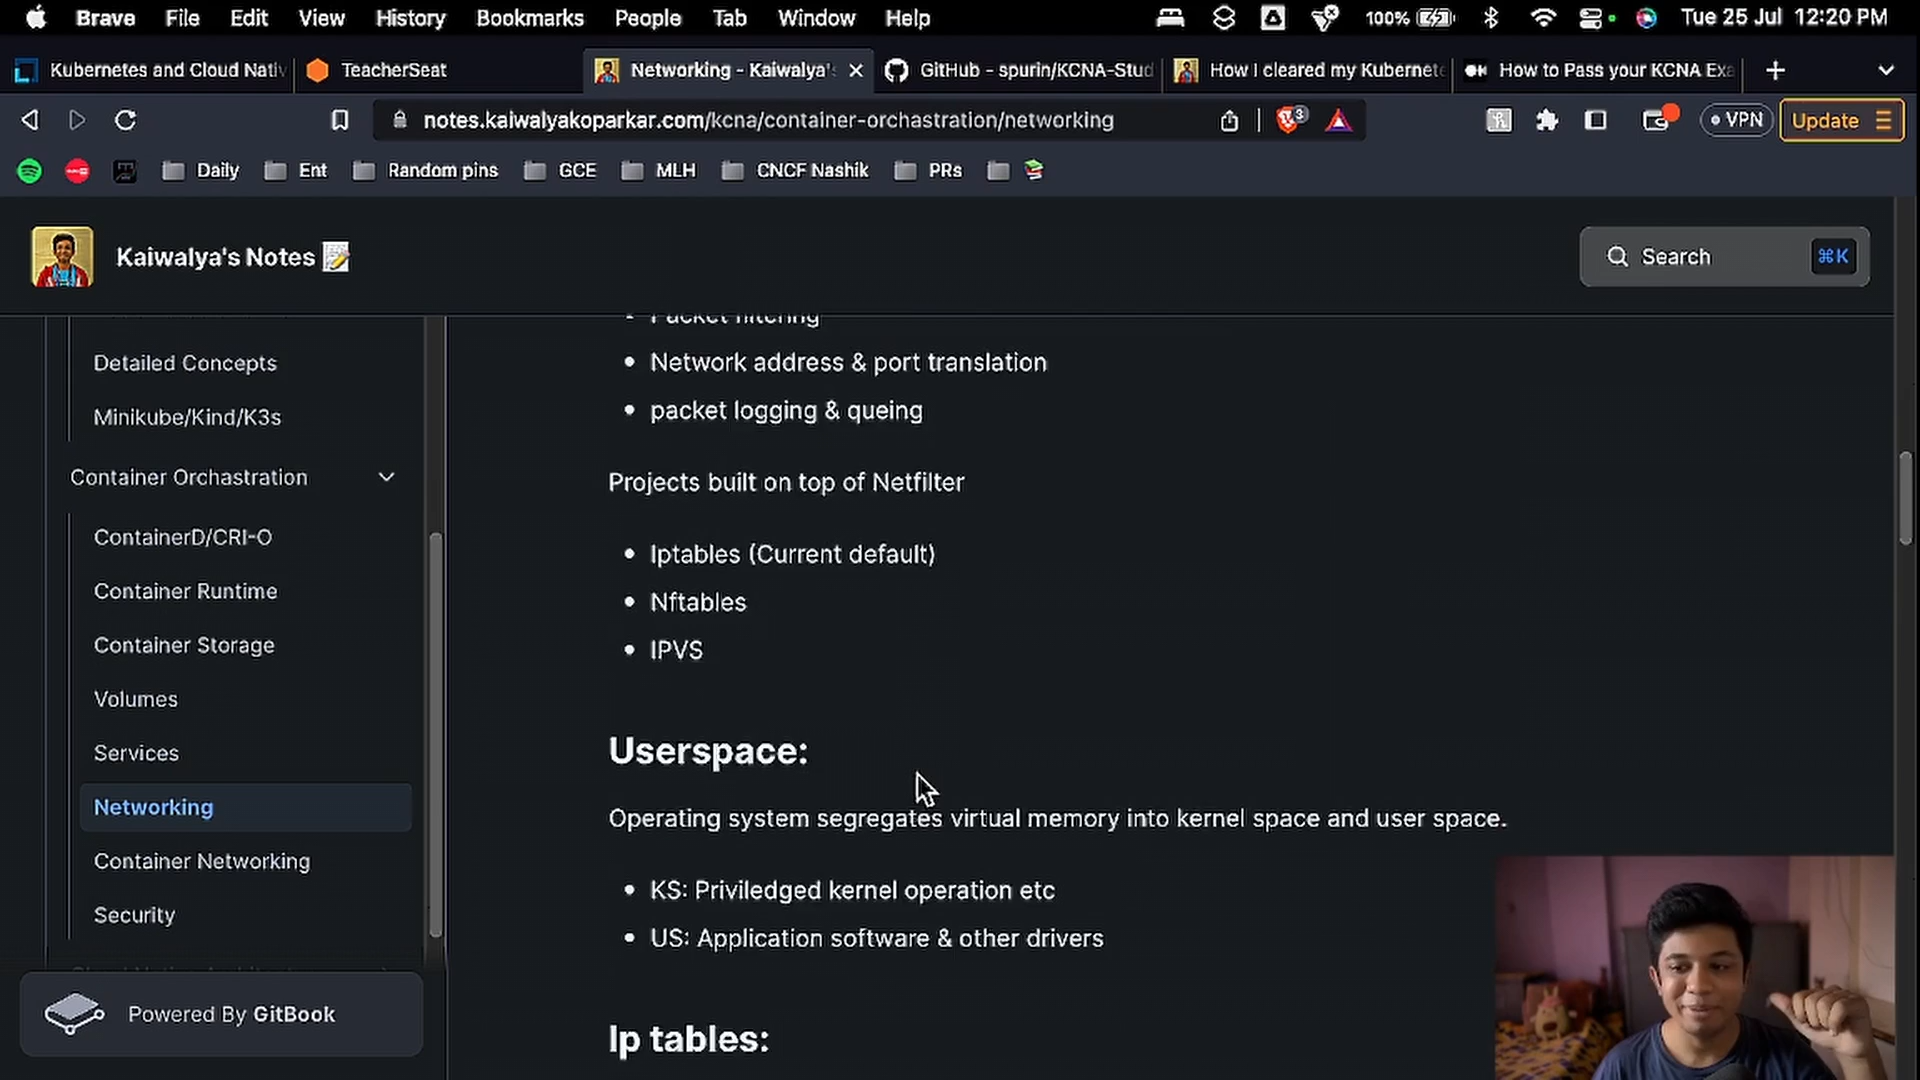 Brave File Edit View History Bookmarks People Tab Window Help 100% Tue 25 Jul 12:20 PM
Kubernetes and Cloud Nativ TeacherSeat Networking - Kaiwalya's GitHub - spurin/KCNA-Stud How I cleared my Kubernete How to Pass your KCNA Exa
notes.kaiwalyakoparkar.com/kcna/container-orchastration/networking 3 VPN Update
Daily Ent Random pins GCE MLH CNCF Nashik PRs
Kaiwalya's Notes
Search ⌘K
Detailed Concepts
Minikube/Kind/K3s
Container Orchastration
ContainerD/CRI-O
Container Runtime
Container Storage
Volumes
Services
Networking
Container Networking
Security
Powered By GitBook
Packet filtering
Network address & port translation
packet logging & queing
Projects built on top of Netfilter
Iptables (Current default)
Nftables
IPVS
Userspace:
Operating system segregates virtual memory into kernel space and user space.
KS: Priviledged kernel operation etc
US: Application software & other drivers
Ip tables: